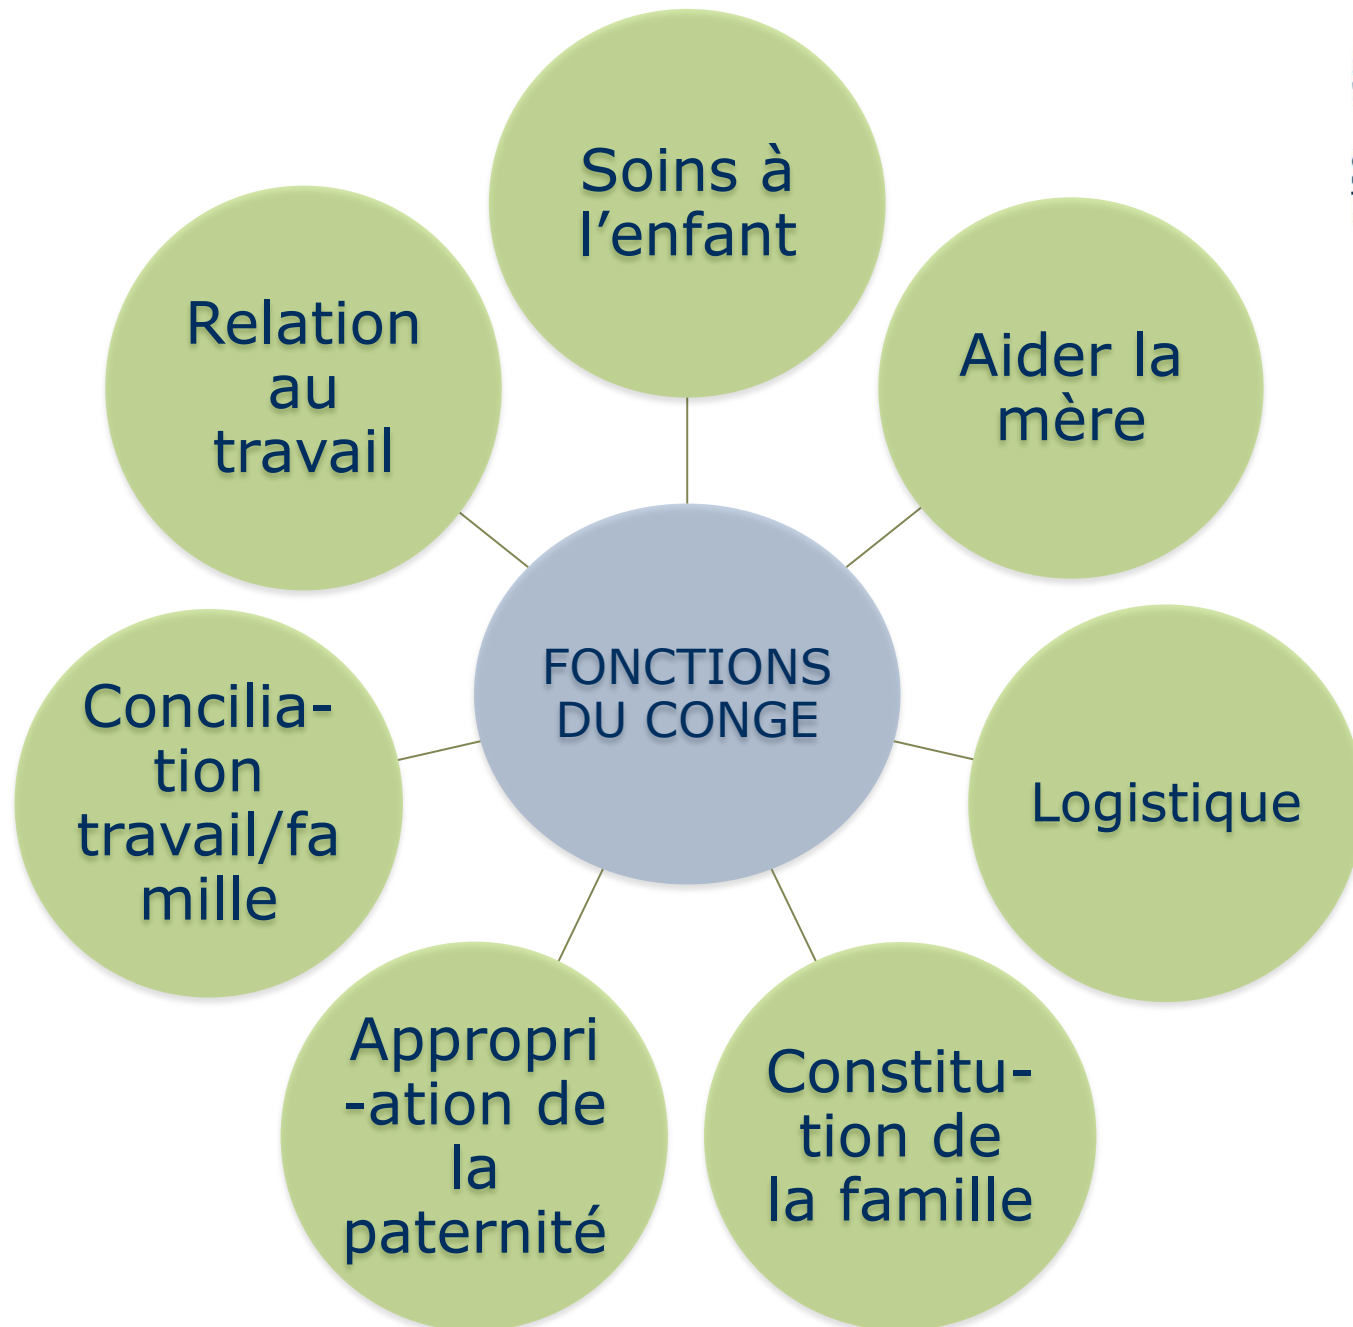 Soins à
l’enfant
Aider la
mère
Logistique
Constitu-
tion de
la famille
Appropri
-ation de
la
paternité
Concilia-
tion
travail/fa
mille
Relation
au
travail
FONCTIONS
DU CONGE